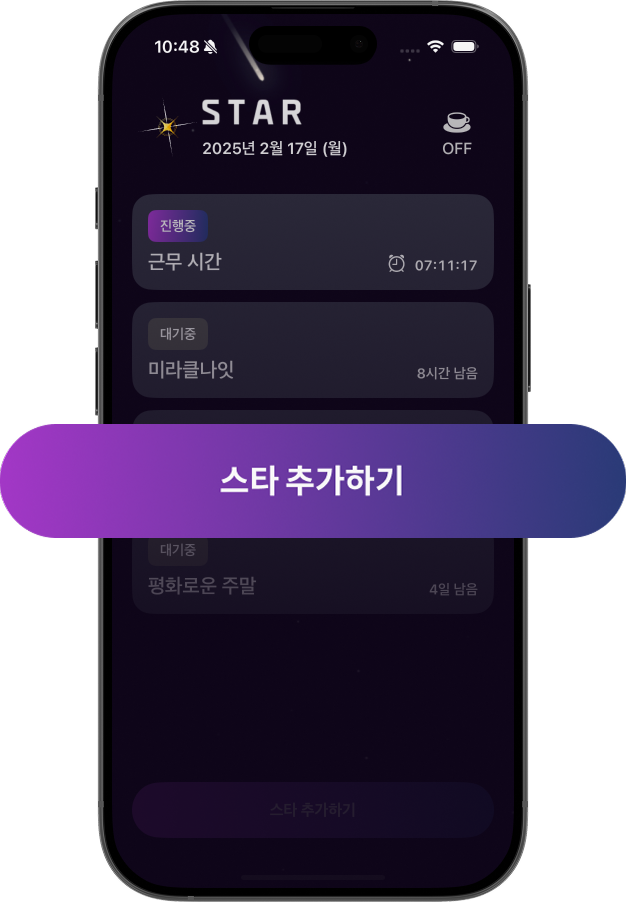 10:48
STAR
2025년 2월 17일 (월)
OFF
진행중
근무 시간
07:11:17
대기중
미라클나잇
8시간 남음
스타 추가하기
대기중
평화로운 주말
4일 남음
스타 추가하기